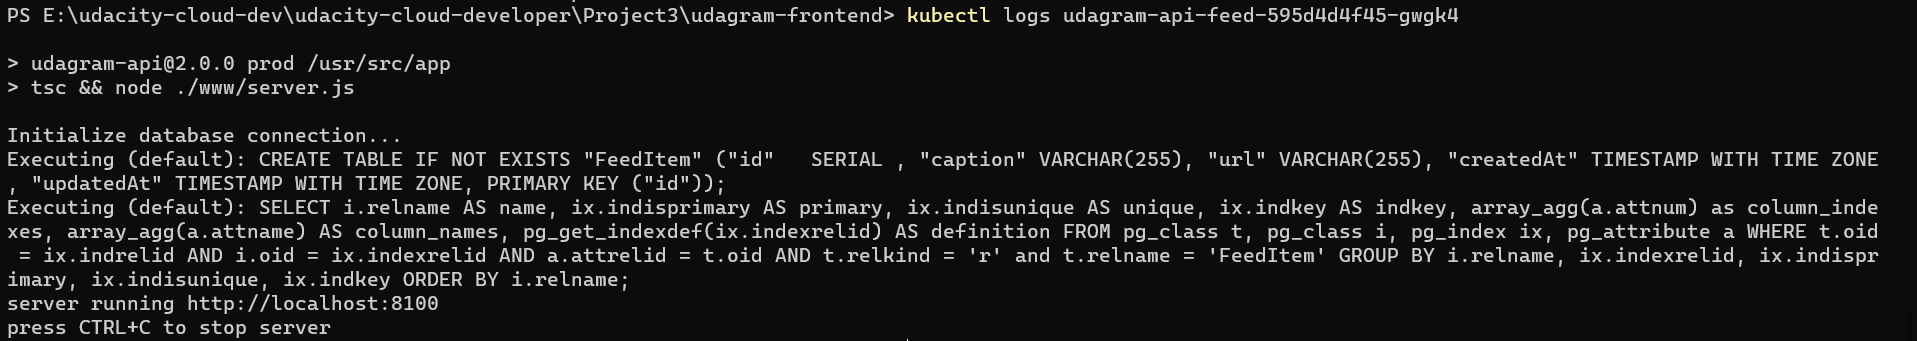 PS E:\udacity-cloud-dev\udacity-cloud-developer\Project3\udagram-frontend> kubectl logs udagram-api-feed-595d4d4f45-gwgk4
> udagram-api@2.0.0 prod /usr/src/app
> tsc && node ./www/server.js
Initialize database connection...
Executing (default): CREATE TABLE IF NOT EXISTS "FeedItem" ("id"   SERIAL , "caption" VARCHAR(255), "url" VARCHAR(255), "createdAt" TIMESTAMP WITH TIME ZONE
, "updatedAt" TIMESTAMP WITH TIME ZONE, PRIMARY KEY ("id"));
Executing (default): SELECT i.relname AS name, ix.indisprimary AS primary, ix.indisunique AS unique, ix.indkey AS indkey, array_agg(a.attnum) as column_inde
xes, array_agg(a.attname) AS column_names, pg_get_indexdef(ix.indexrelid) AS definition FROM pg_class t, pg_class i, pg_index ix, pg_attribute a WHERE t.oid
 = ix.indrelid AND i.oid = ix.indexrelid AND a.attrelid = t.oid AND t.relkind = 'r' and t.relname = 'FeedItem' GROUP BY i.relname, ix.indexrelid, ix.indispr
imary, ix.indisunique, ix.indkey ORDER BY i.relname;
server running http://localhost:8100
press CTRL+C to stop server